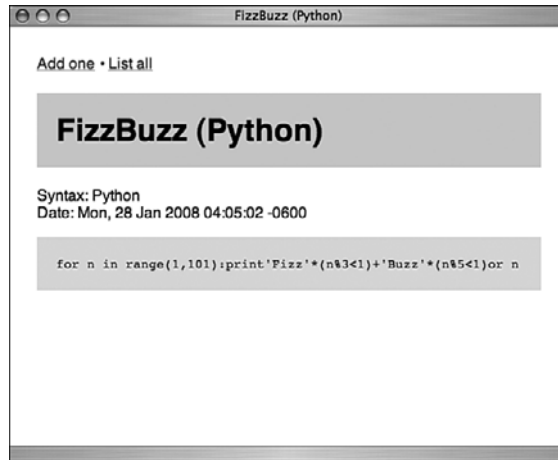 FizzBuzz (Python)
Add one • List all
FizzBuzz (Python)
Syntax: Python
Date: Mon, 28 Jan 2008 04:05:02 -0600
for n in range(1,101):print'Fizz'*(n%3<1)+'Buzz'*(n%5<1)or n